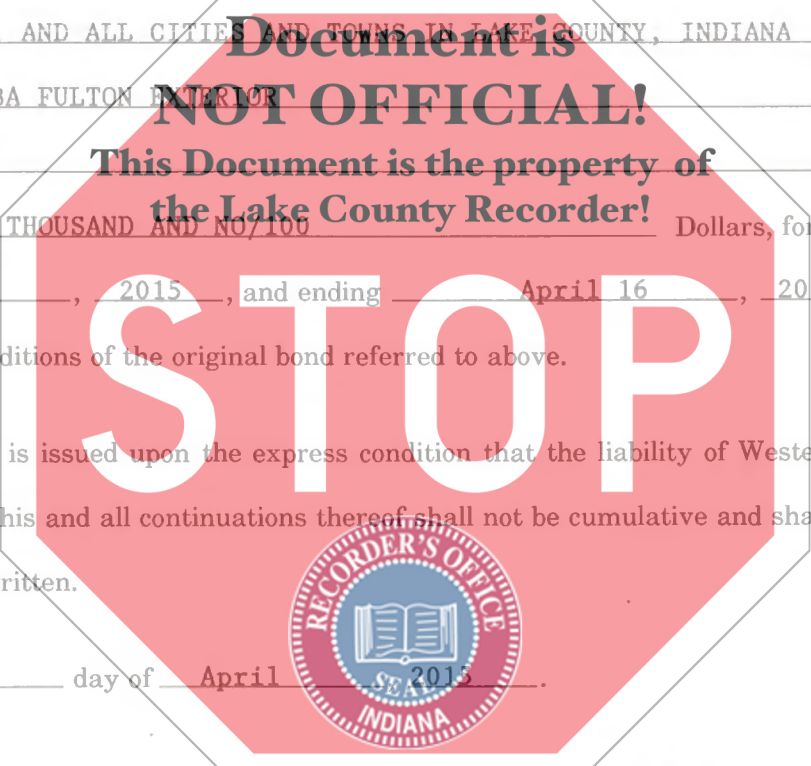 AND ALL CITIES AND TOWNS IN LAKE COUNTY, INDIANA
Document is
BA FULTON EXTERIOR
NOT OFFICIAL!
This Document is the property of
the Lake County Recorder!
THOUSAND AND NO/100 Dollars, for
, 2015 , and ending April 16 , 20
STOP
ditions of the original bond referred to above.
is issued upon the express condition that the liability of Weste
his and all continuations thereof shall not be cumulative and sha
ritten.
RECORDER'S OFFICE
SEAL
INDIANA
day of April 2015 .